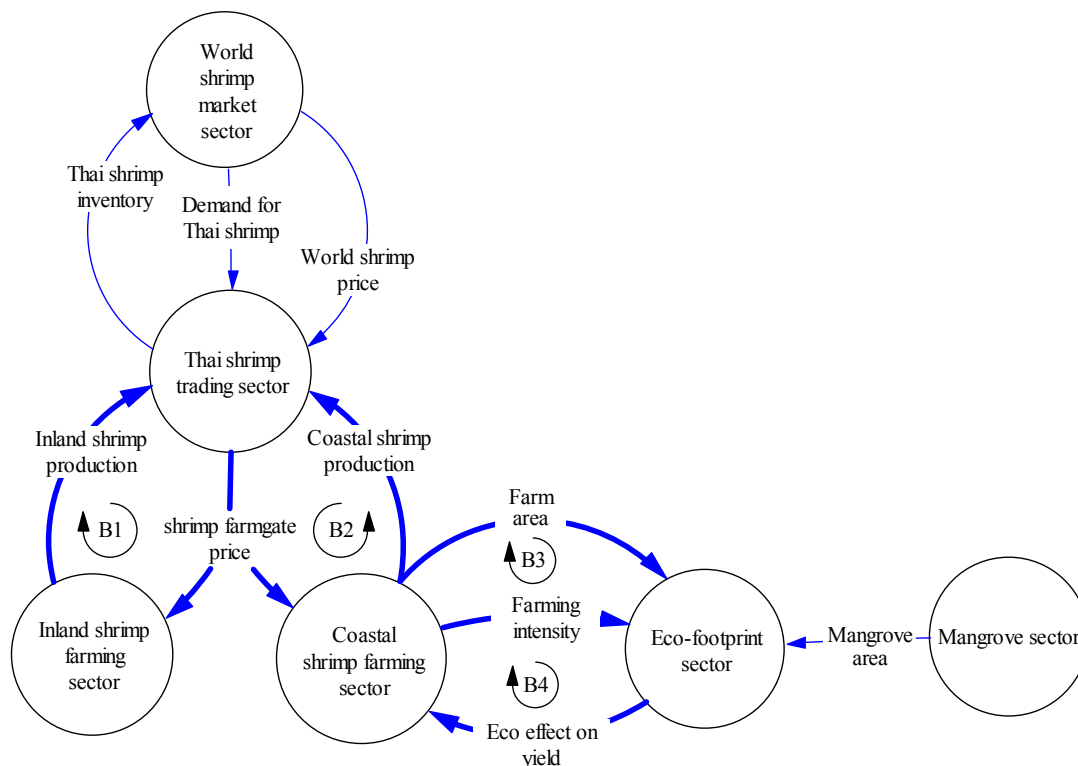 World
shrimp
market
sector
Thai shrimp
inventory
Demand for
Thai shrimp
World shrimp
price
Thai shrimp
trading sector
Inland shrimp
production
Coastal shrimp
production
B1
shrimp farmgate
price
B2
Farm
area
B3
Inland shrimp
farming
sector
Coastal
shrimp farming
sector
Farming
intensity
B4
Eco effect on
yield
Eco-footprint
sector
Mangrove
area
Mangrove sector